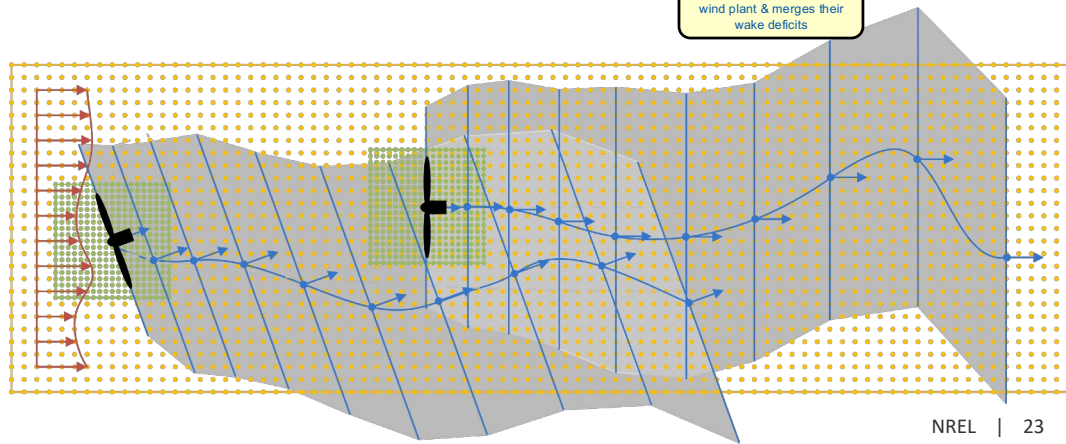 wind plant & merges their
wake deficits
NREL | 23